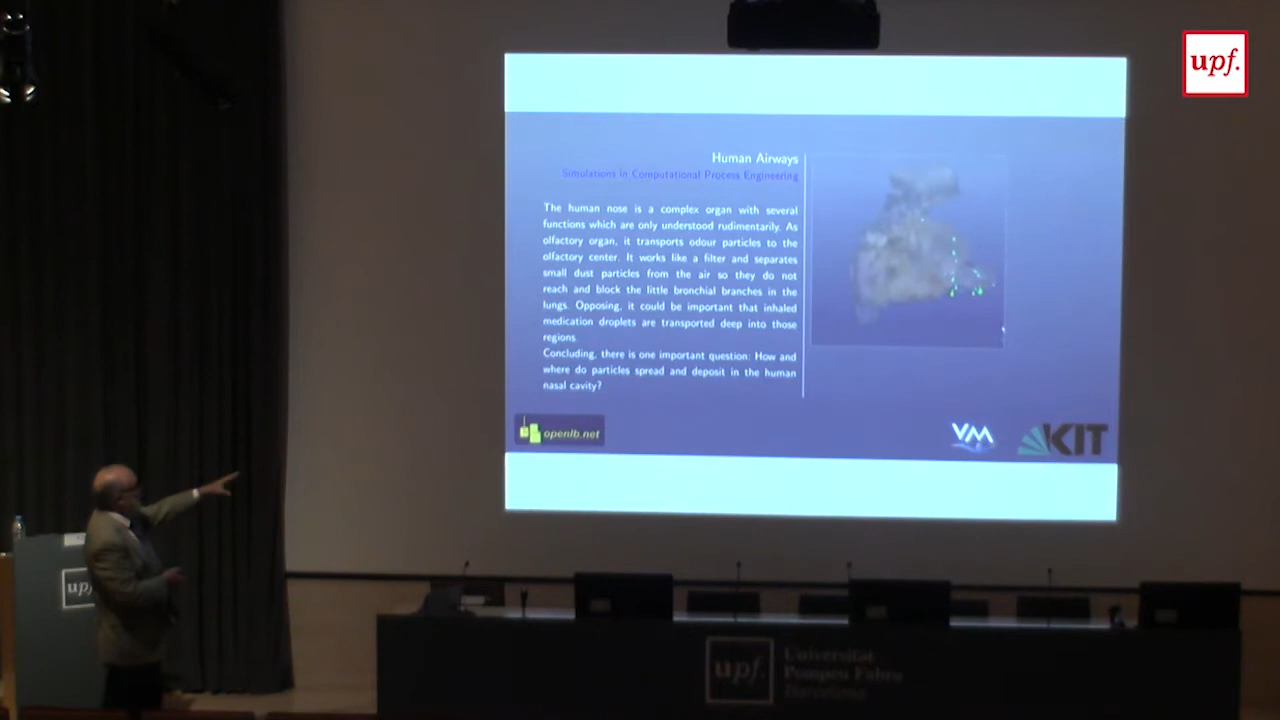 upf.
Human Airways
Simulations in Computational Process Engineering
The human nose is a complex organ with several
functions which are only understood rudimentarily. As
olfactory organ, it transports odour particles to the
olfactory center. It works like a filter and separates
small dust particles from the air so they do not
reach and block the little bronchial branches in the
lungs. Opposing, it could be important that inhaled
medication droplets are transported deep into those
regions.
Concluding, there is one important question: How and
where do particles spread and deposit in the human
nasal cavity?
openlb.net
VM
KIT
upf.
upf.
Universitat
Pompeu Fabra
Barcelona